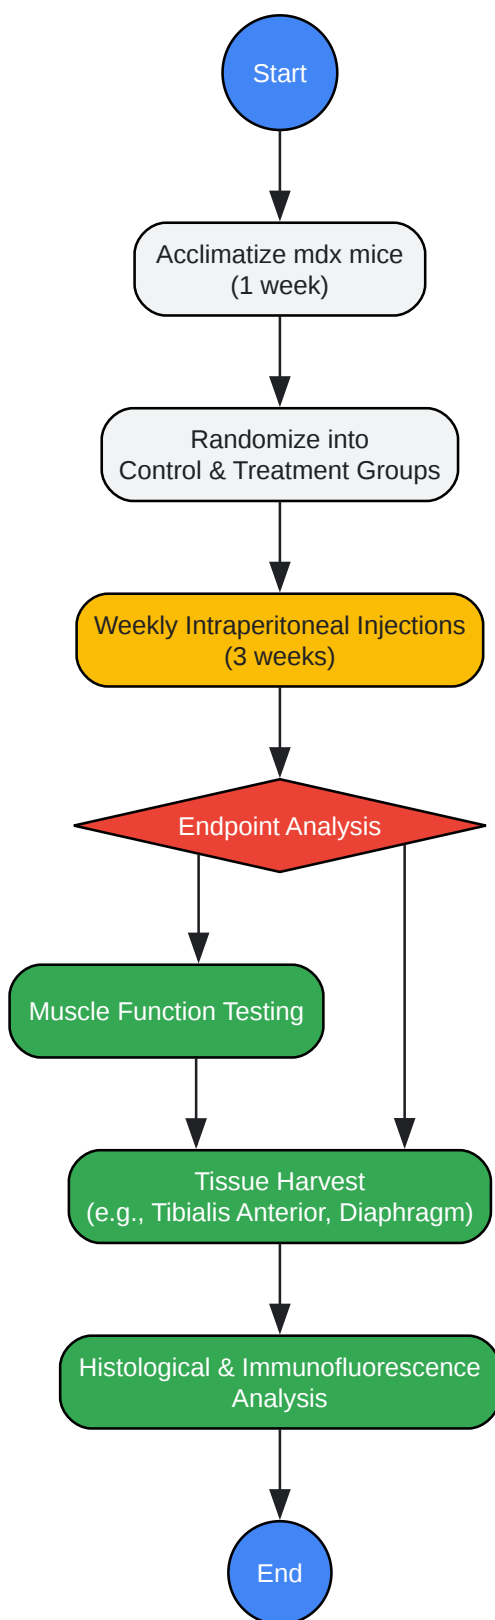 Start
Acclimatize mdx mice
(1 week)
Randomize into
Control & Treatment Groups
Weekly Intraperitoneal Injections
(3 weeks)
Endpoint Analysis
Muscle Function Testing
Tissue Harvest
(e.g., Tibialis Anterior, Diaphragm)
Histological & Immunofluorescence
Analysis
End